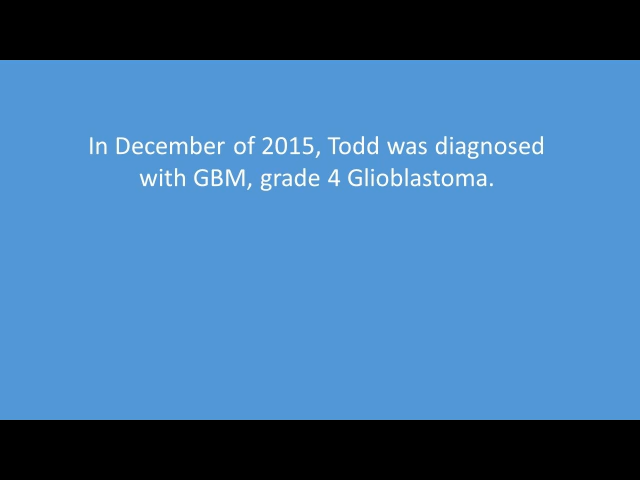 In December of 2015, Todd was diagnosed
with GBM, grade 4 Glioblastoma.